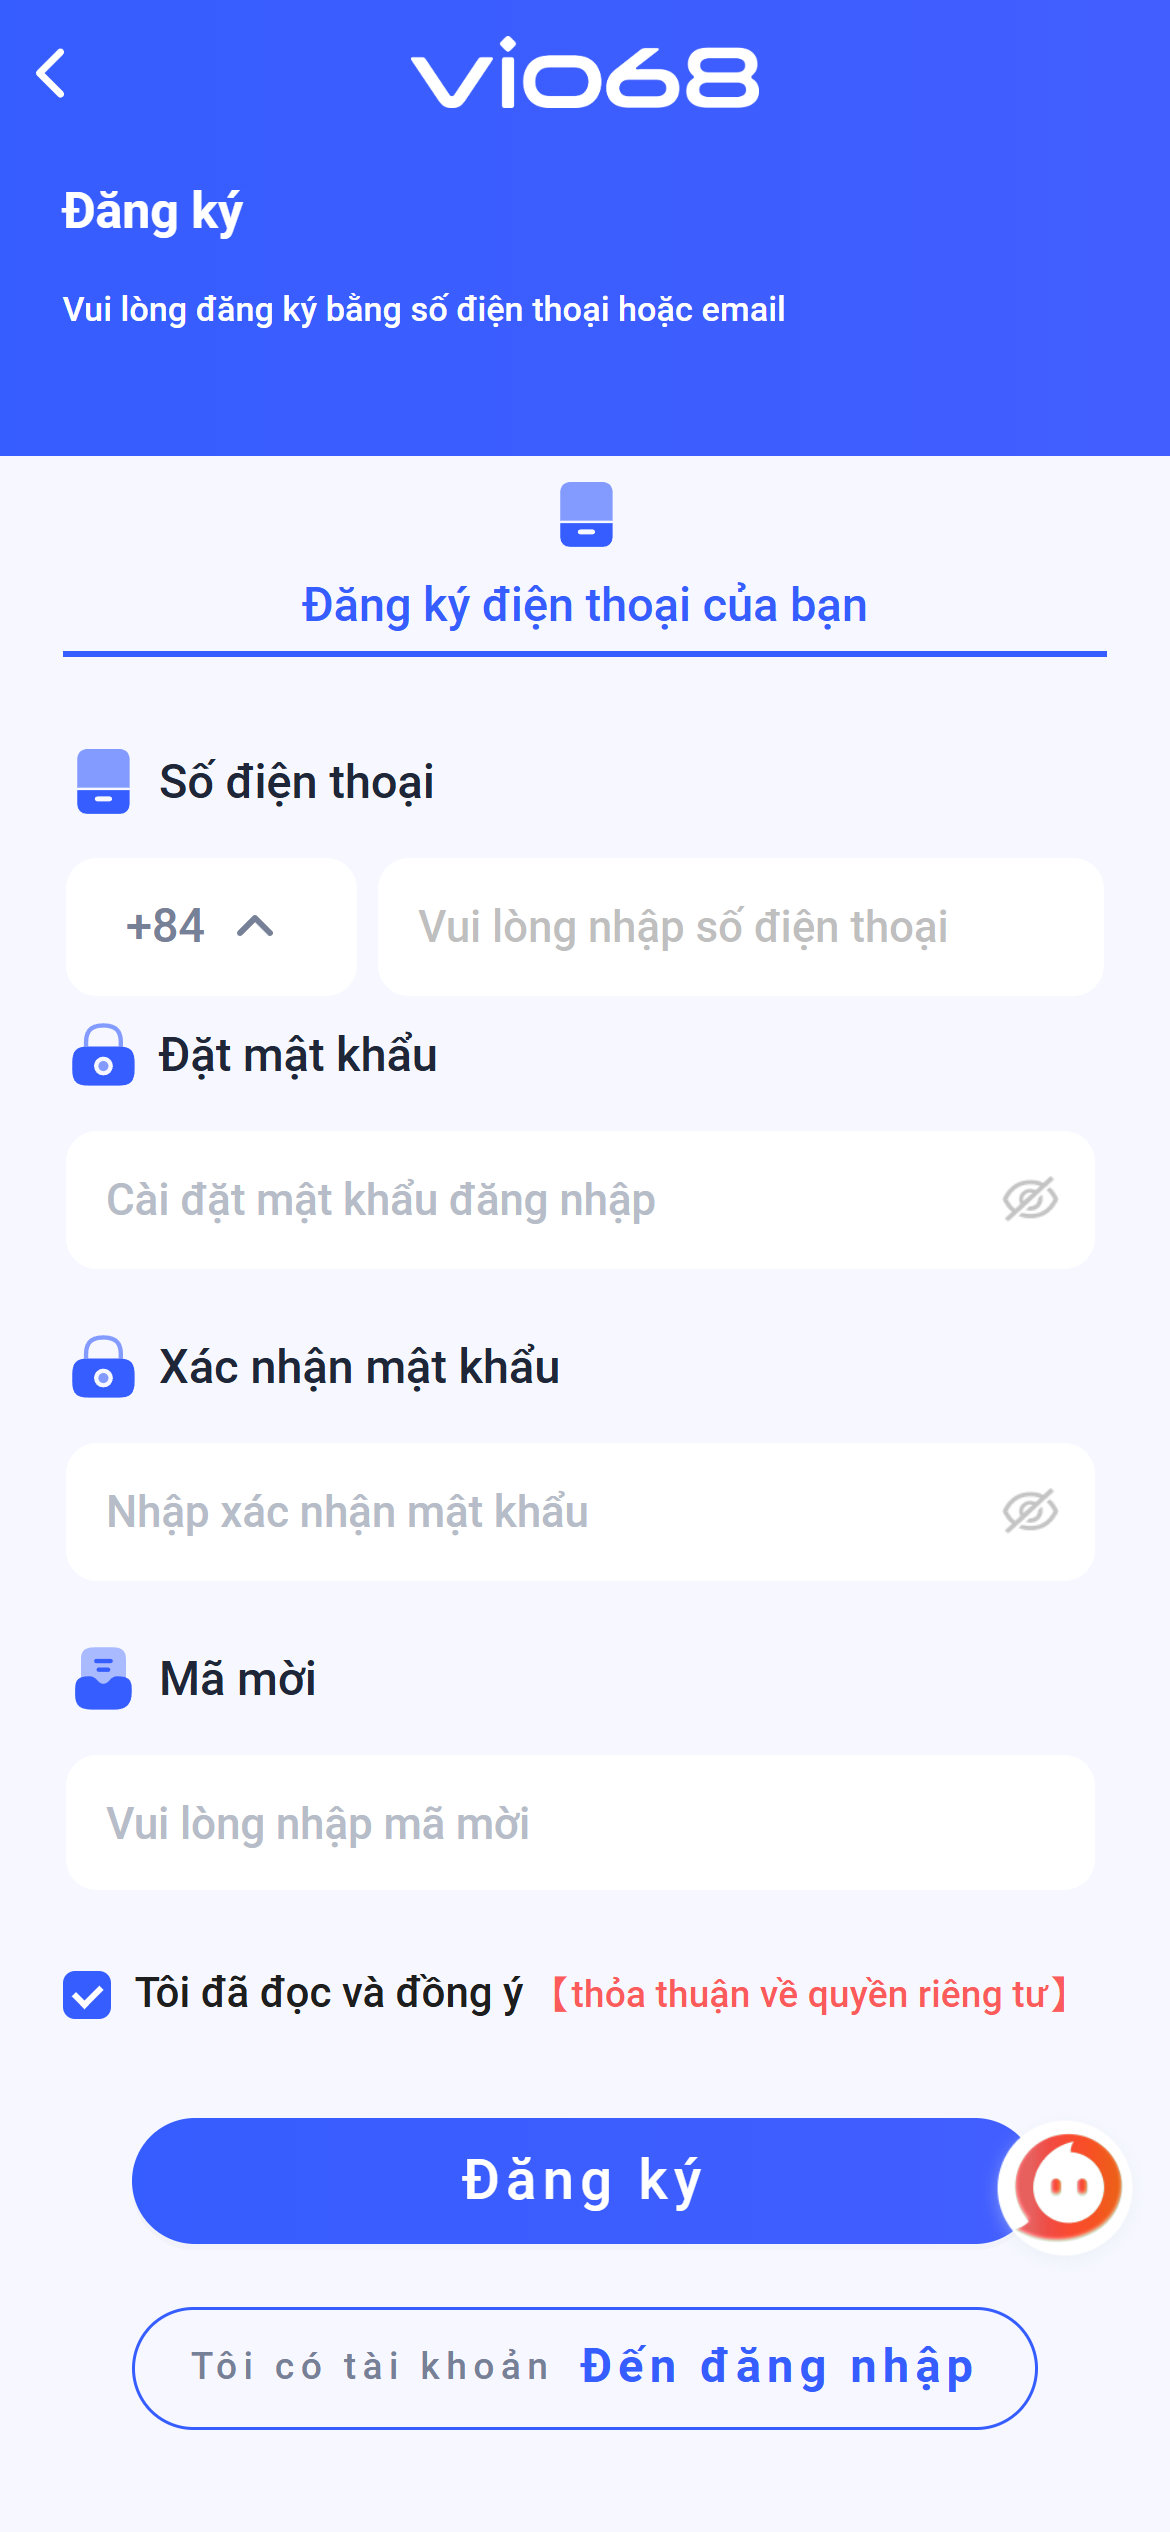 vio68
Đăng ký
Vui lòng đăng ký bằng số điện thoại hoặc email
Đăng ký điện thoại của bạn
Số điện thoại
+84 Vui lòng nhập số điện thoại
Đặt mật khẩu
Cài đặt mật khẩu đăng nhập
Xác nhận mật khẩu
Nhập xác nhận mật khẩu
Mã mời
Vui lòng nhập mã mời
Tôi đã đọc và đồng ý【thỏa thuận về quyền riêng tư】
Đăng ký
Tôi có tài khoản Đến đăng nhập